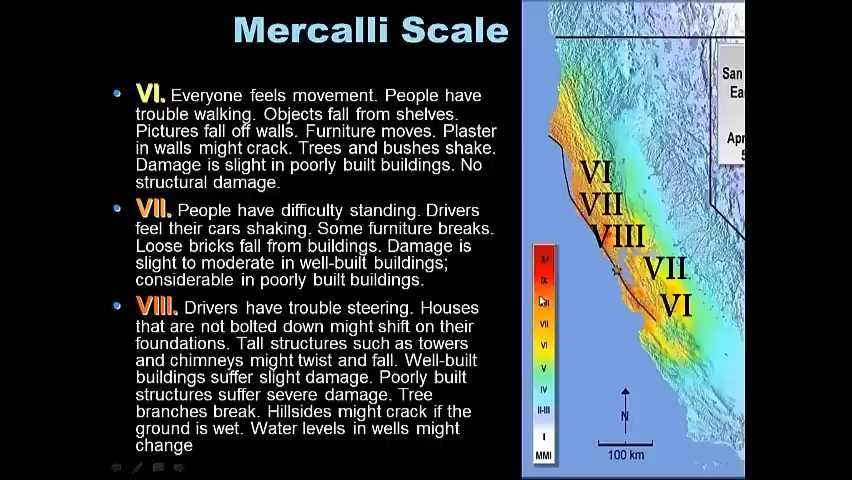 Mercalli Scale
VI. Everyone feels movement. People have
trouble walking. Objects fall from shelves.
Pictures fall off walls. Furniture moves. Plaster
in walls might crack. Trees and bushes shake.
Damage is slight in poorly built buildings. No
structural damage.
VII. People have difficulty standing. Drivers
feel their cars shaking. Some furniture breaks.
Loose bricks fall from buildings. Damage is
slight to moderate in well-built buildings;
considerable in poorly built buildings.
VIII. Drivers have trouble steering. Houses
that are not bolted down might shift on their
foundations. Tall structures such as towers
and chimneys might twist and fall. Well-built
buildings suffer slight damage. Poorly built
structures suffer severe damage. Tree
branches break. Hillsides might crack if the
ground is wet. Water levels in wells might
change
San
Ea
Apr
VI
VII
VIII
VII
VI
X+
IX
VII
VI
V
IV
II-III
I
MMI
N
100 km